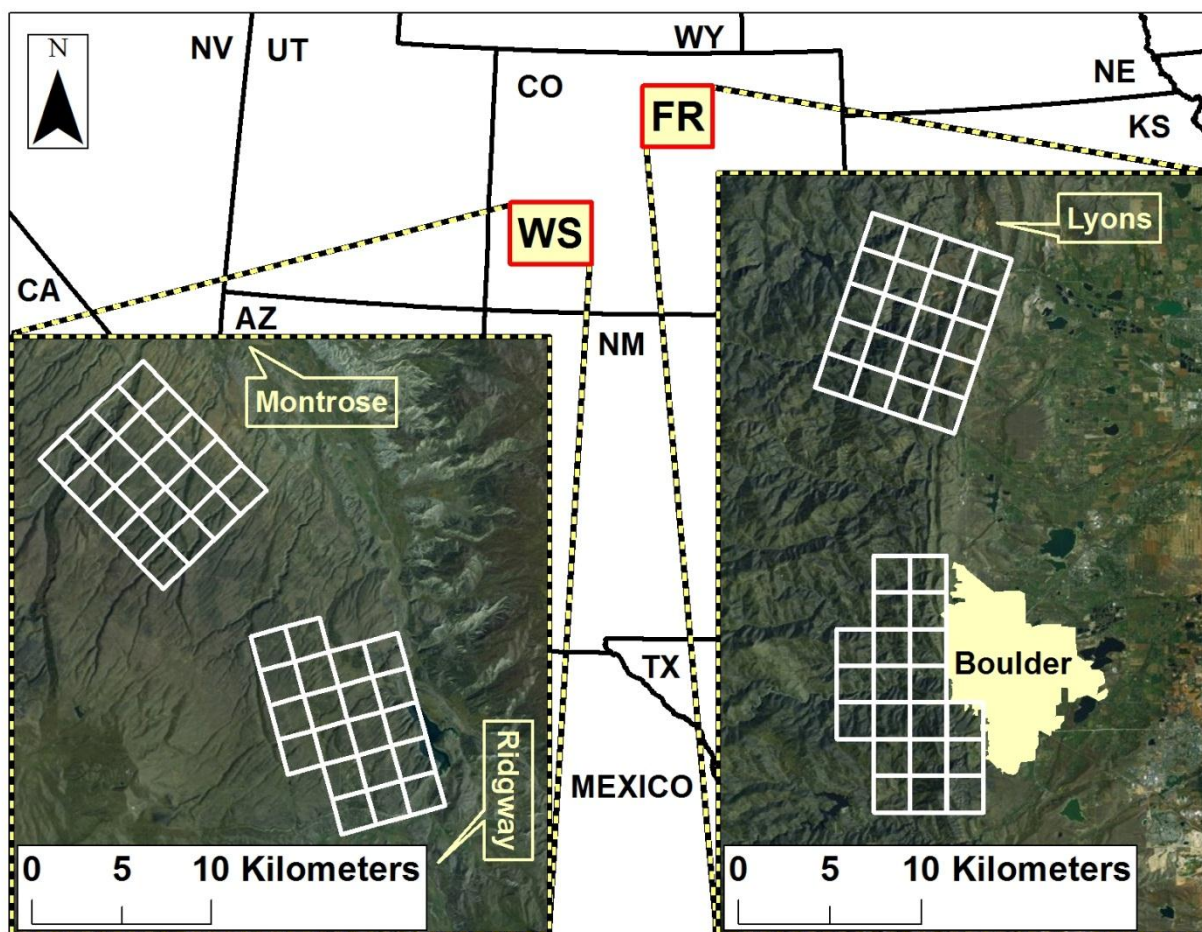 N
NV
UT
WY
CO
NE
FR
KS
WS
Lyons
CA
AZ
NM
Montrose
Boulder
TX
Ridgway
MEXICO
0 5 10 Kilometers
0 5 10 Kilometers